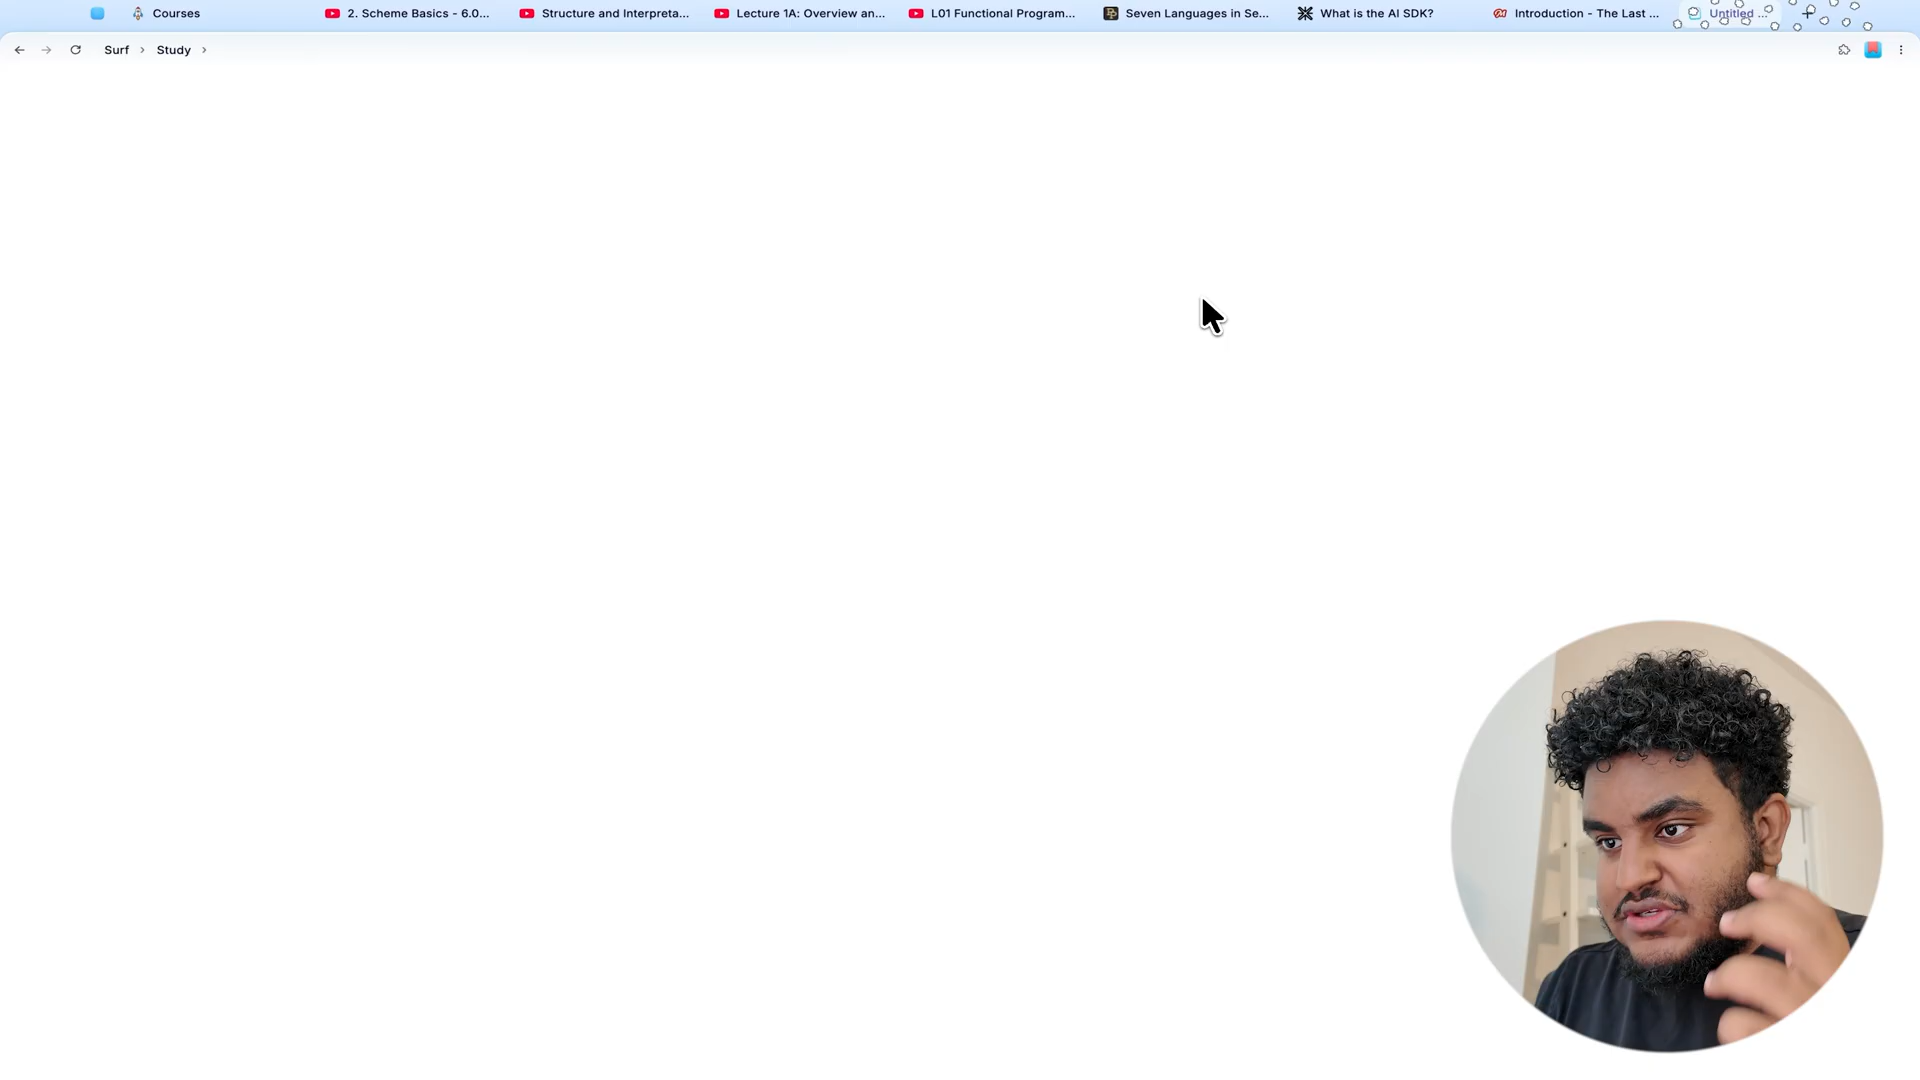 Courses
2. Scheme Basics - 6.0...
Structure and Interpreta...
Lecture 1A: Overview an...
L01 Functional Program...
Seven Languages in Se...
What is the AI SDK?
Introduction - The Last ...
Untitled ...
Surf > Study >